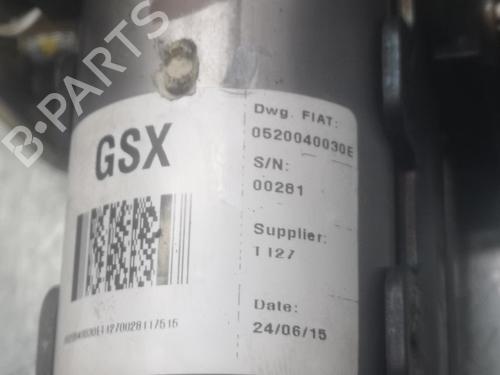 B-PARTS
GSX
Dwg. FIAT:
0520040030E
S/N:
00281
Supplier:
T127
Date:
24/06/15